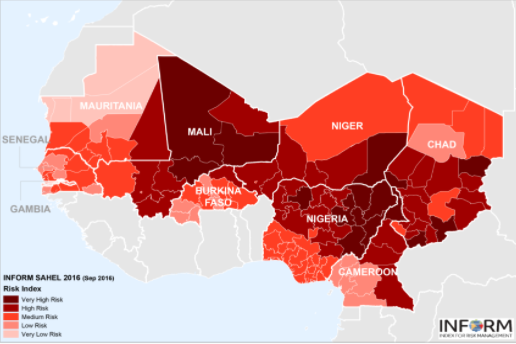 MAURITANIA
SENEGAL
GAMBIA
MALI
BURKINA
FASO
NIGER
CHAD
NIGERIA
CAMEROON
INFORM SAHEL 2016 (Sep 2016)
Risk Index
Very High Risk
High Risk
Medium Risk
Low Risk
Very Low Risk
INFORM
INDEX FOR RISK MANAGEMENT